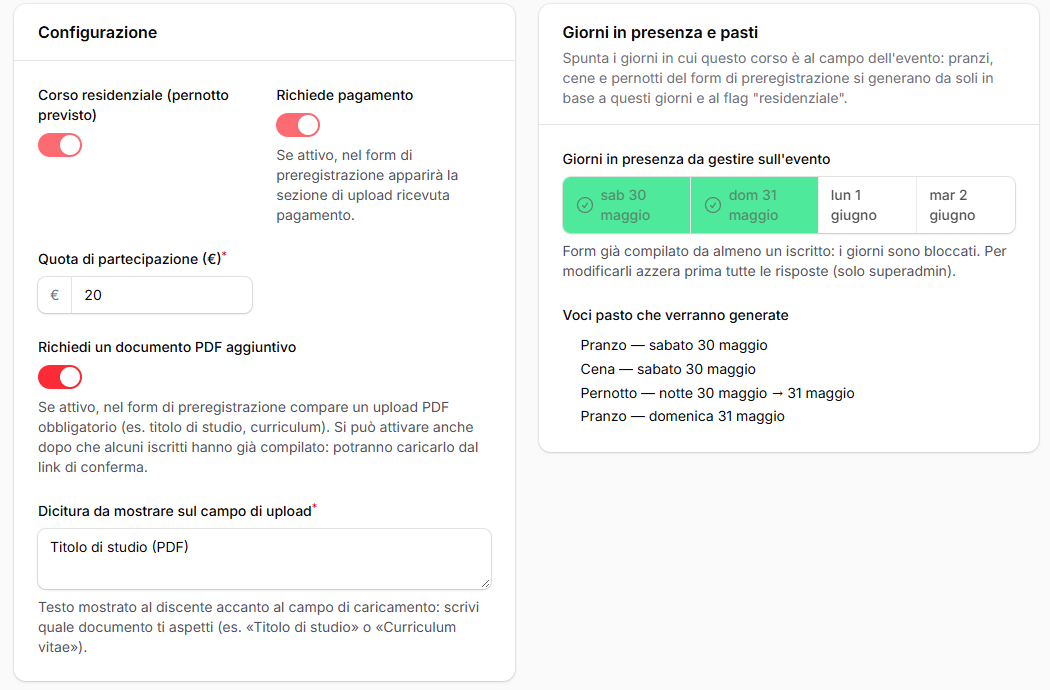 Configurazione
Corso residenziale (pernotto
previsto)
Richiede pagamento
Se attivo, nel form di
preregistrazione apparirà la
sezione di upload ricevuta
pagamento.
Quota di partecipazione (€)*
€ 20
Richiedi un documento PDF aggiuntivo
Se attivo, nel form di preregistrazione compare un upload PDF
obbligatorio (es. titolo di studio, curriculum). Si può attivare anche
dopo che alcuni iscritti hanno già compilato: potranno caricarlo dal
link di conferma.
Dicitura da mostrare sul campo di upload*
Titolo di studio (PDF)
Testo mostrato al discente accanto al campo di caricamento: scrivi
quale documento ti aspetti (es. «Titolo di studio» o «Curriculum
vitae»).
Giorni in presenza e pasti
Spunta i giorni in cui questo corso è al campo dell'evento: pranzi,
cene e pernotti del form di preregistrazione si generano da soli in
base a questi giorni e al flag "residenziale".
Giorni in presenza da gestire sull'evento
sab 30
maggio
dom 31
maggio
lun 1
giugno
mar 2
giugno
Form già compilato da almeno un iscritto: i giorni sono bloccati. Per
modificarli azzera prima tutte le risposte (solo superadmin).
Voci pasto che verranno generate
Pranzo — sabato 30 maggio
Cena — sabato 30 maggio
Pernotto — notte 30 maggio → 31 maggio
Pranzo — domenica 31 maggio